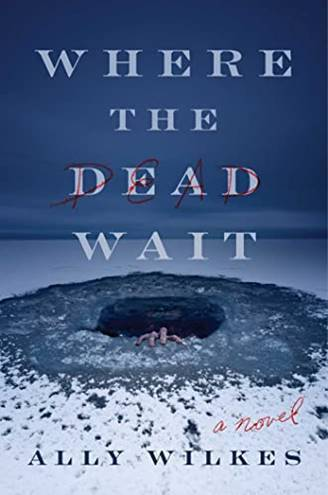 WHERE
THE
DEAD
WAIT
a novel
ALLY WILKES